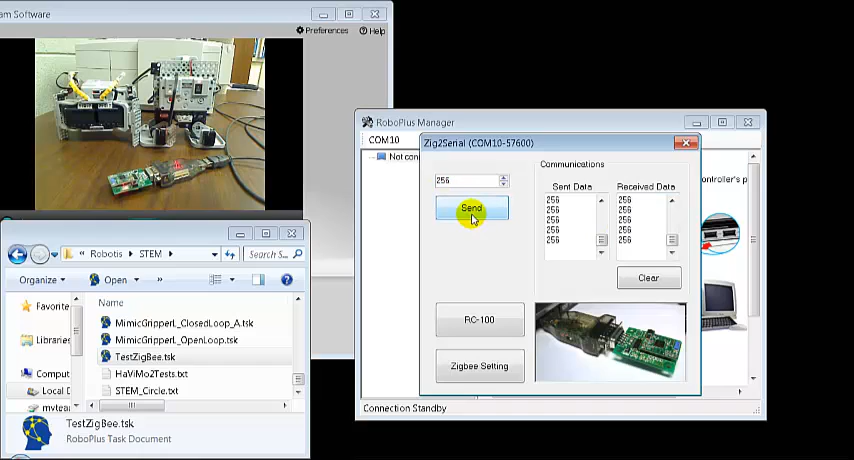 am Software
Preferences
Help
RoboPlus Manager
COM10
Not con
Zig2Serial (COM10-57600)
256
Send
Communications
Sent Data
Received Data
256
256
256
256
256
256
256
256
256
256
Clear
RC-100
Zigbee Setting
ontroller's p
Connection Standby
« Robotis STEM
Search S...
Organize
Open
»
Favorite
Libraries
Comput
Local D
myteam
Name
MimicGripperL_ClosedLoop_A.tsk
MimicGripperL_OpenLoop.tsk
TestZigBee.tsk
HaViMo2Tests.txt
STEM_Circle.txt
TestZigBee.tsk
RoboPlus Task Document